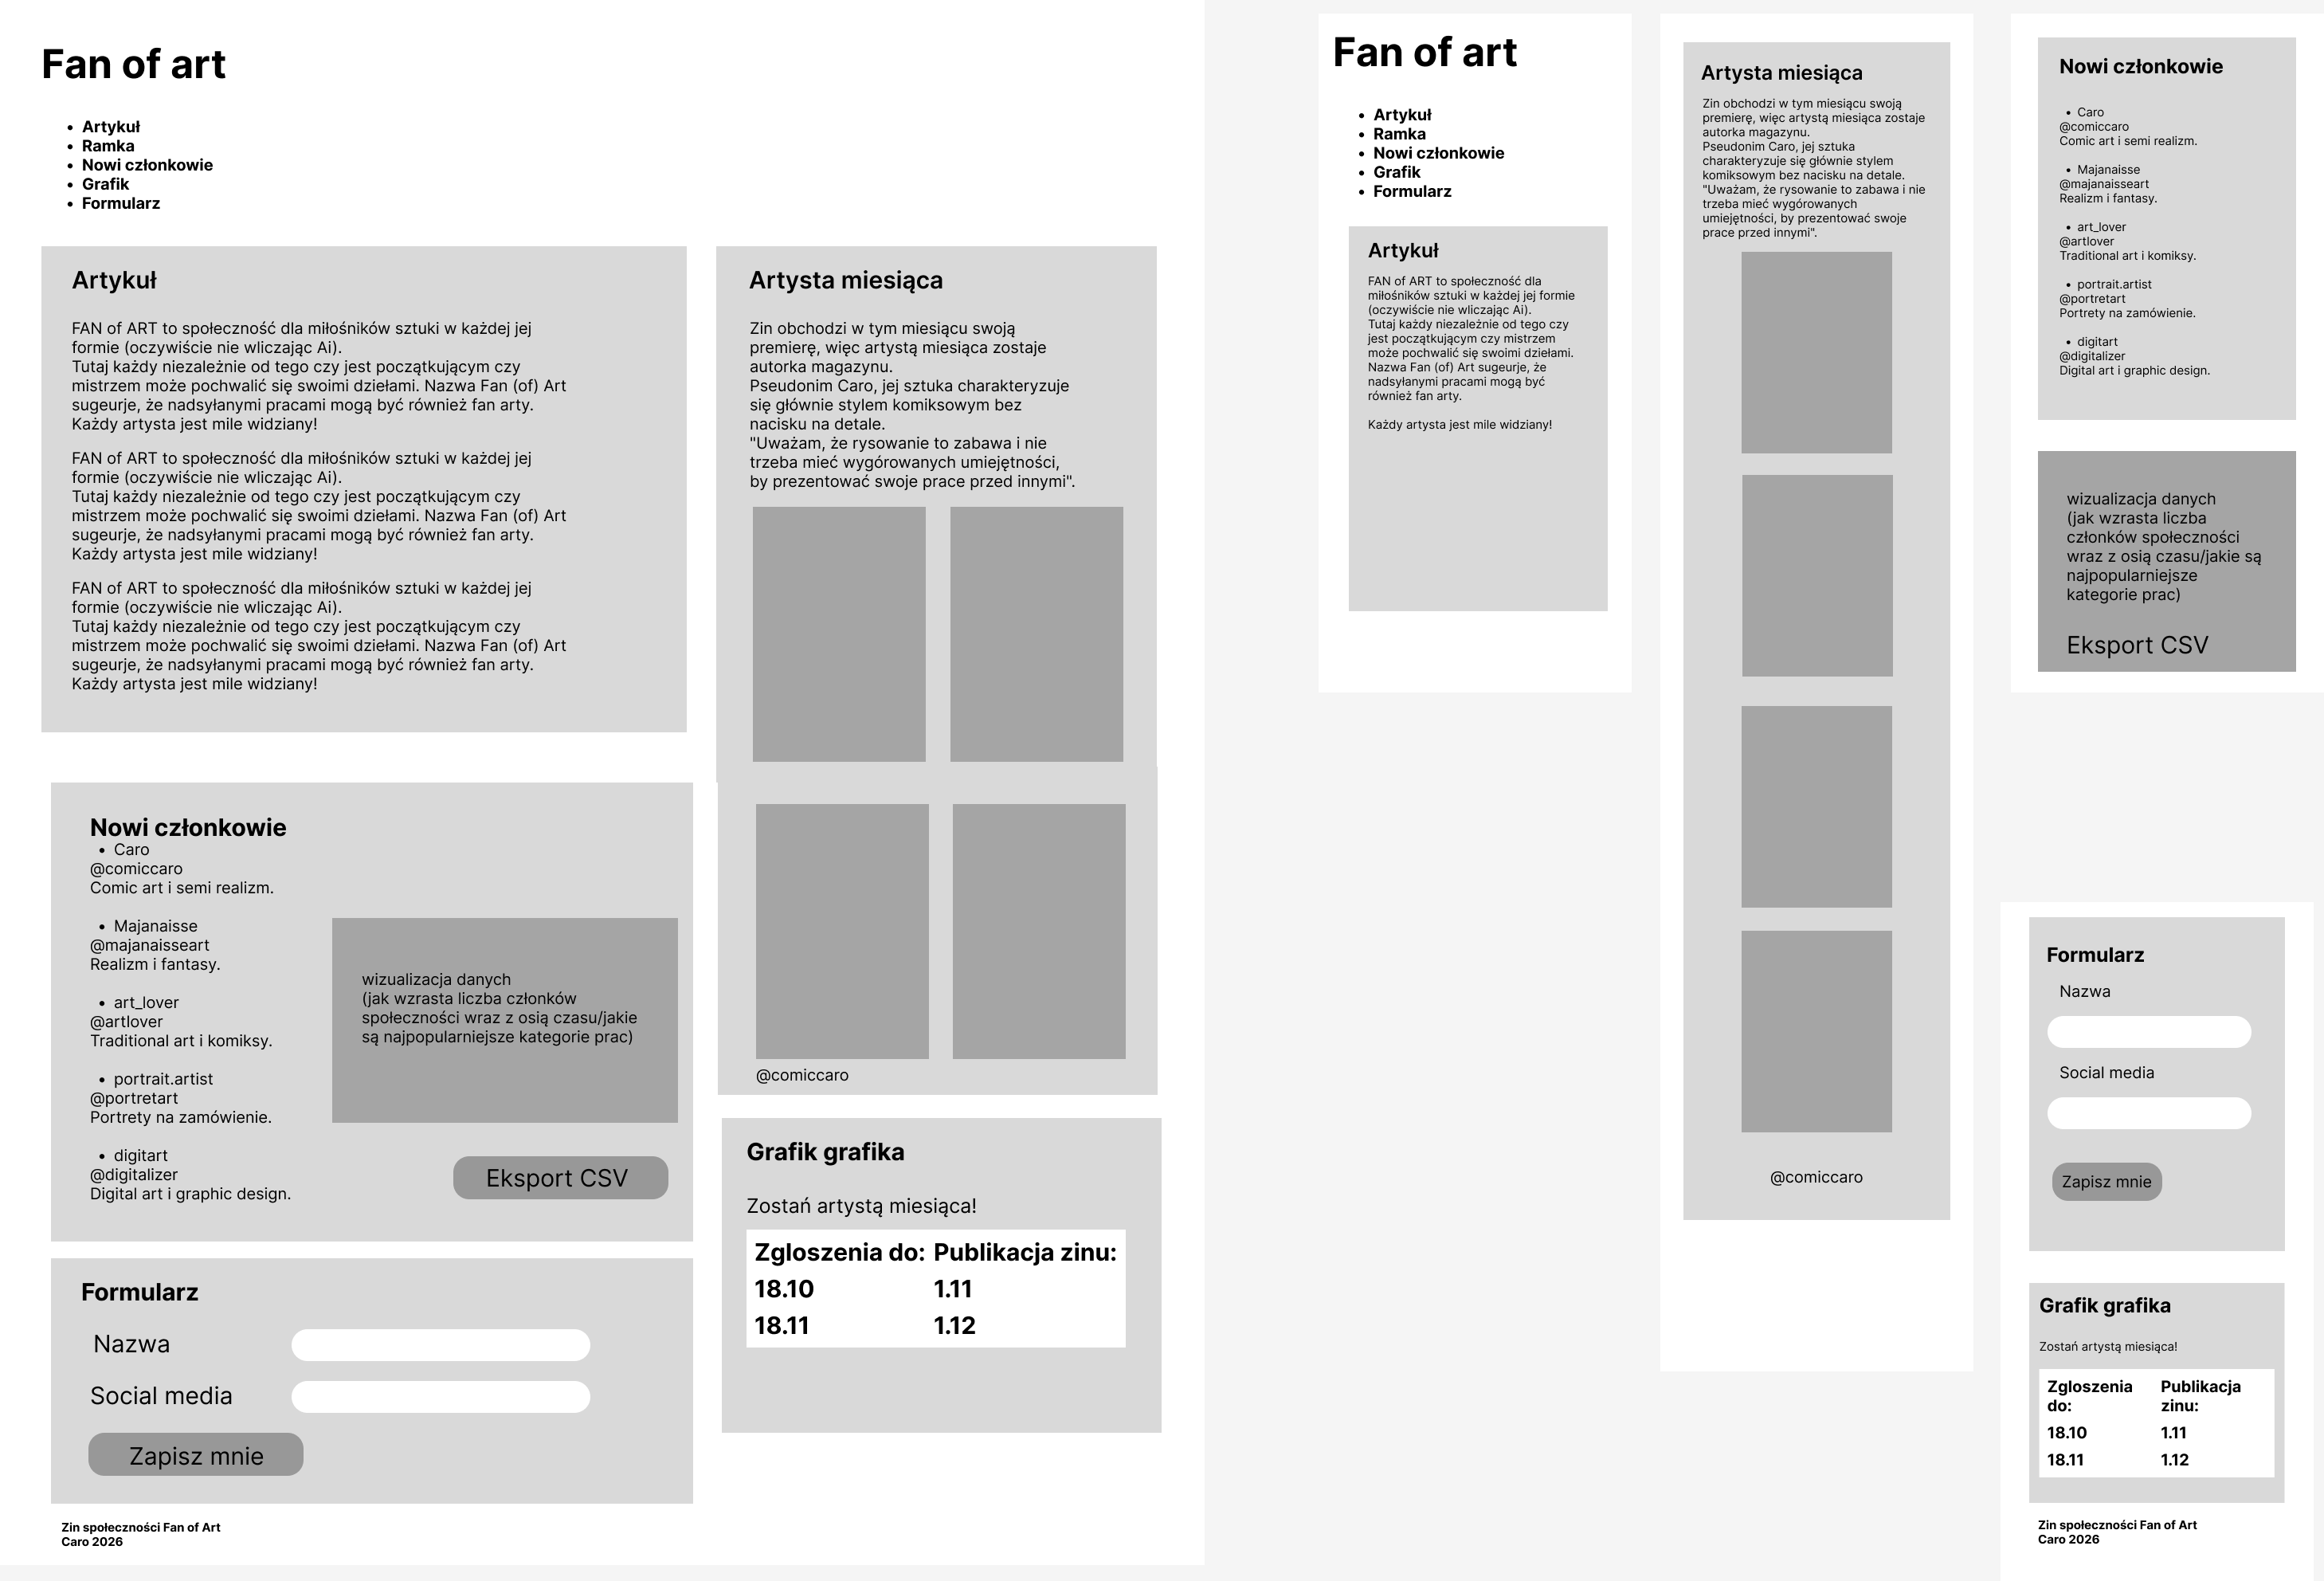 Fan of art
• Artykuł
• Ramka
• Nowi członkowie
• Grafik
• Formularz
Artykuł
FAN of ART to społeczność dla miłośników sztuki w każdej jej
formie (oczywiście nie wliczając Ai).
Tutaj każdy niezależnie od tego czy jest początkującym czy
mistrzem może pochwalić się swoimi dziełami. Nazwa Fan (of) Art
sugeurje, że nadsyłanymi pracami mogą być również fan arty.
Każdy artysta jest mile widziany!
FAN of ART to społeczność dla miłośników sztuki w każdej jej
formie (oczywiście nie wliczając Ai).
Tutaj każdy niezależnie od tego czy jest początkującym czy
mistrzem może pochwalić się swoimi dziełami. Nazwa Fan (of) Art
sugeurje, że nadsyłanymi pracami mogą być również fan arty.
Każdy artysta jest mile widziany!
FAN of ART to społeczność dla miłośników sztuki w każdej jej
formie (oczywiście nie wliczając Ai).
Tutaj każdy niezależnie od tego czy jest początkującym czy
mistrzem może pochwalić się swoimi dziełami. Nazwa Fan (of) Art
sugeurje, że nadsyłanymi pracami mogą być również fan arty.
Każdy artysta jest mile widziany!
Artysta miesiąca
Zin obchodzi w tym miesiącu swoją
premierę, więc artystą miesiąca zostaje
autorka magazynu.
Pseudonim Caro, jej sztuka charakteryzuje
się głównie stylem komiksowym bez
nacisku na detale.
"Uważam, że rysowanie to zabawa i nie
trzeba mieć wygórowanych umiejętności,
by prezentować swoje prace przed innymi".
@comiccaro
Nowi członkowie
• Caro
@comiccaro
Comic art i semi realizm.
• Majanaisse
@majanaisseart
Realizm i fantasy.
• art_lover
@artlover
Traditional art i komiksy.
• portrait.artist
@portretart
Portrety na zamówienie.
• digitart
@digitalizer
Digital art i graphic design.
wizualizacja danych
(jak wzrasta liczba członków
społeczności wraz z osią czasu/jakie
są najpopularniejsze kategorie prac)
Eksport CSV
Grafik grafika
Zostań artystą miesiąca!
Zgloszenia do: Publikacja zinu:
18.10 1.11
18.11 1.12
Formularz
Nazwa
Social media
Zapisz mnie
Zin społeczności Fan of Art
Caro 2026
Fan of art
• Artykuł
• Ramka
• Nowi członkowie
• Grafik
• Formularz
Artykuł
FAN of ART to społeczność dla
miłośników sztuki w każdej jej formie
(oczywiście nie wliczając Ai).
Tutaj każdy niezależnie od tego czy
jest początkującym czy mistrzem
może pochwalić się swoimi dziełami.
Nazwa Fan (of) Art sugeurje, że
nadsyłanymi pracami mogą być
również fan arty.
Każdy artysta jest mile widziany!
Artysta miesiąca
Zin obchodzi w tym miesiącu swoją
premierę, więc artystą miesiąca zostaje
autorka magazynu.
Pseudonim Caro, jej sztuka
charakteryzuje się głównie stylem
komiksowym bez nacisku na detale.
"Uważam, że rysowanie to zabawa i nie
trzeba mieć wygórowanych
umiejętności, by prezentować swoje
prace przed innymi".
@comiccaro
Nowi członkowie
• Caro
@comiccaro
Comic art i semi realizm.
• Majanaisse
@majanaisseart
Realizm i fantasy.
• art_lover
@artlover
Traditional art i komiksy.
• portrait.artist
@portretart
Portrety na zamówienie.
• digitart
@digitalizer
Digital art i graphic design.
wizualizacja danych
(jak wzrasta liczba
członków społeczności
wraz z osią czasu/jakie są
najpopularniejsze
kategorie prac)
Eksport CSV
Formularz
Nazwa
Social media
Zapisz mnie
Grafik grafika
Zostań artystą miesiąca!
Zgloszenia Publikacja
do: zinu:
18.10 1.11
18.11 1.12
Zin społeczności Fan of Art
Caro 2026